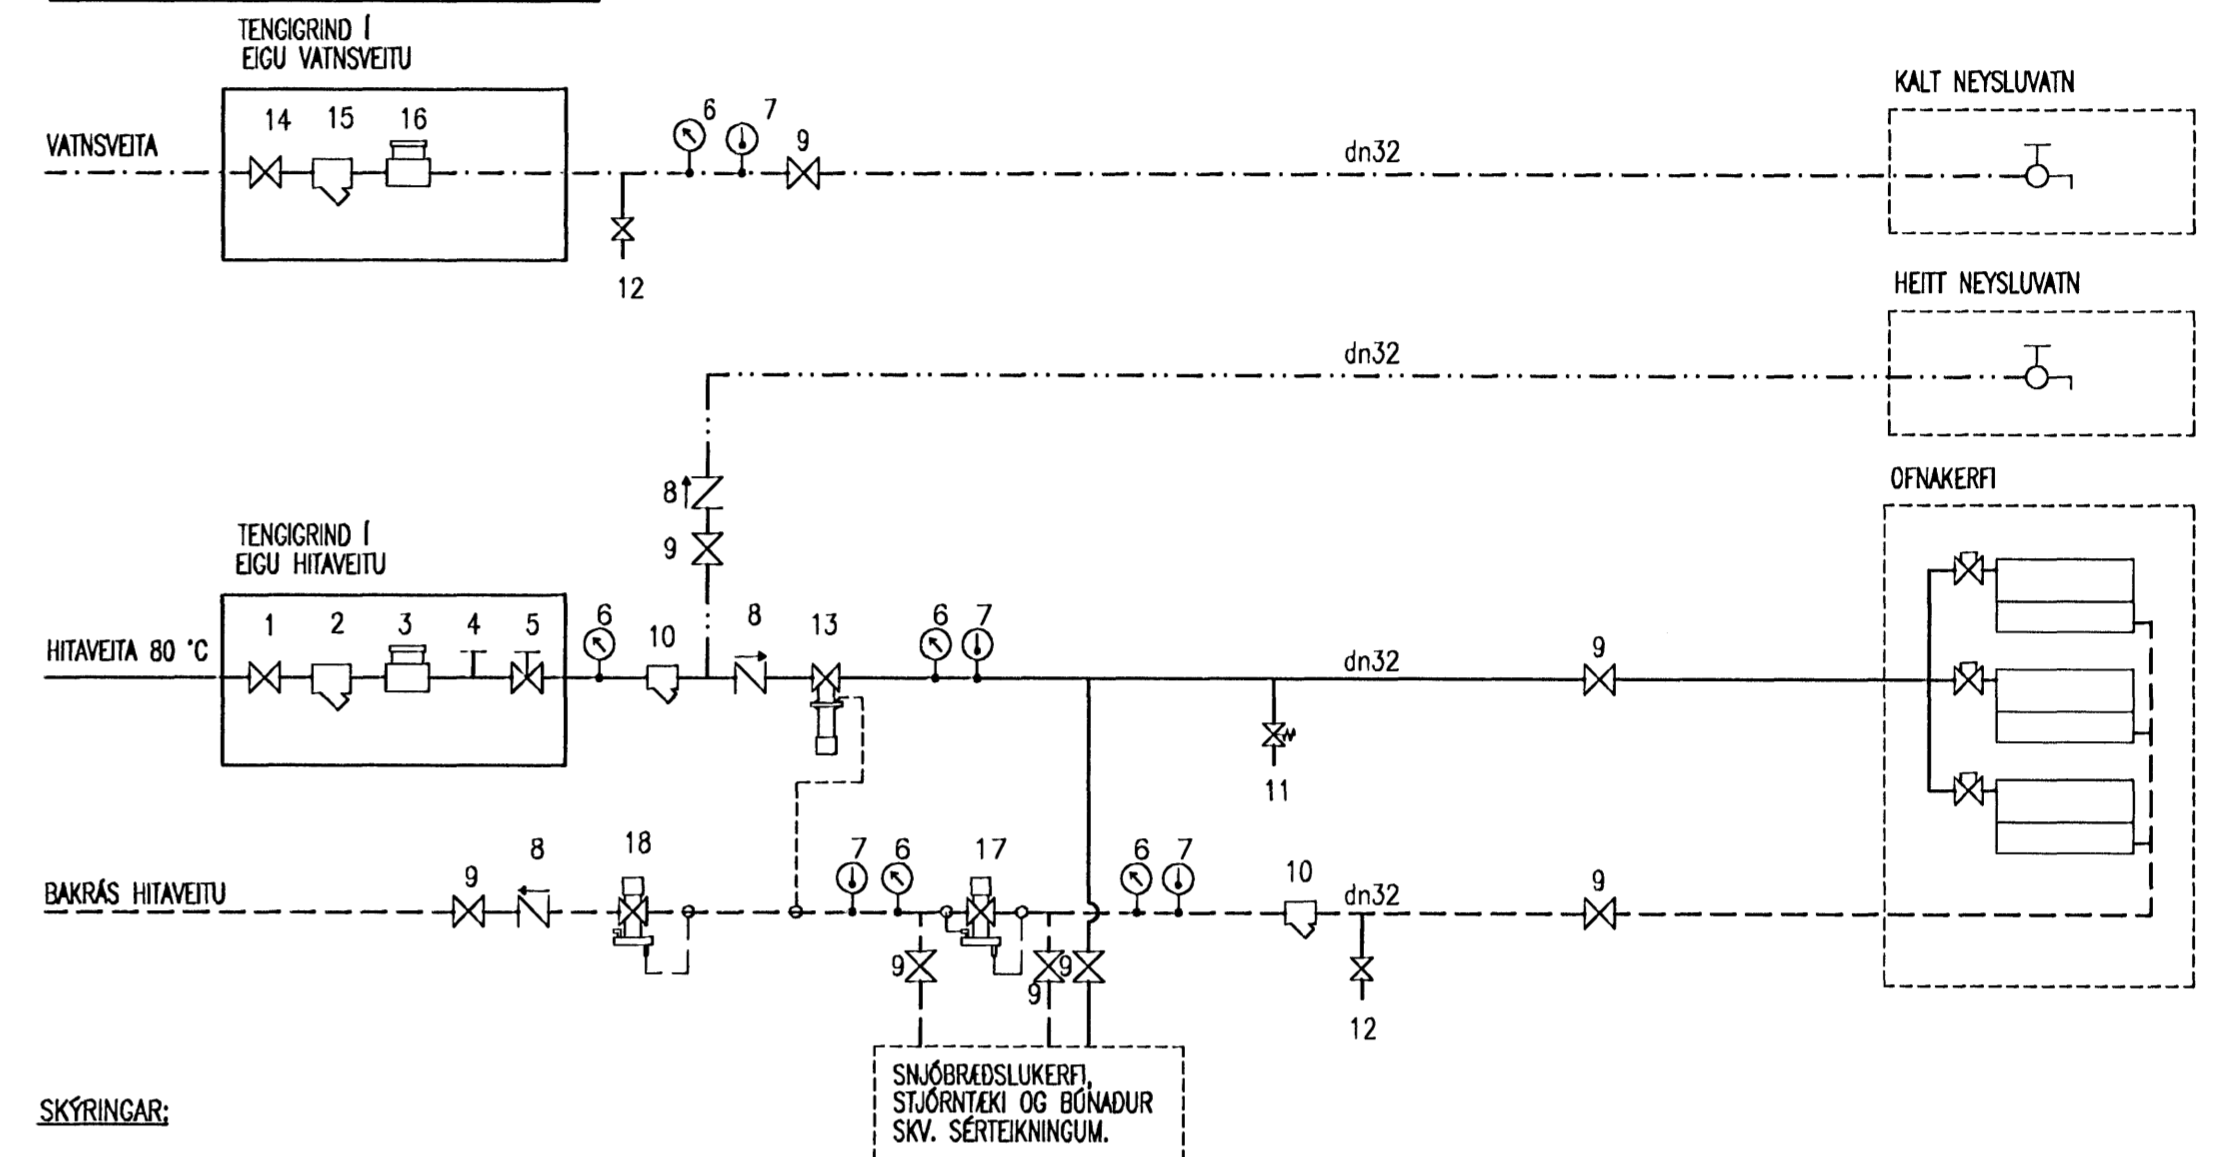 TENGIGRIND Í
EIGU VATNSVEITU
KALT NEYSLUVATN
14 15 16 6 7 9
VATNSVEITA
dn32
12
HEITT NEYSLUVATN
dn32
8
OFNAKERFI
9
TENGIGRIND Í
EIGU HITAVEITU
1 2 3 4 5 6 10 8 13 6 7
HITAVEITA 80 °C
dn32
9
11
9 8 18 7 6 17 6 7 10 9
BAKRÁS HITAVEITU
dn32
9 9
9
12
SNJÓBRÆÐSLUKERFI,
STJÓRNTÆKI OG BÚNAÐUR
SKV. SÉRTEIKNINGUM.
SKÝRINGAR: